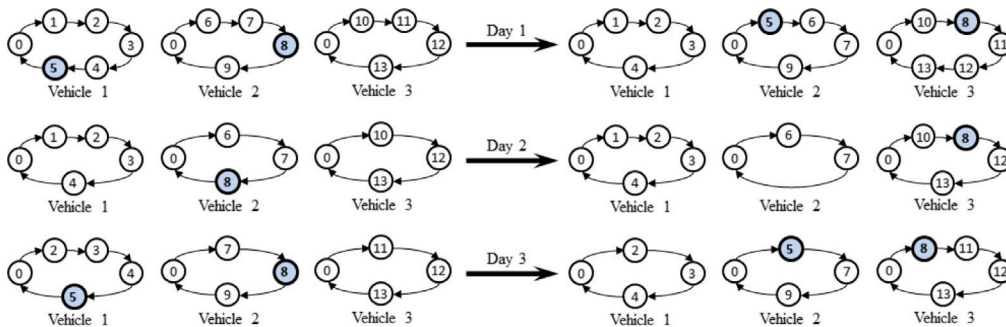 1 2 6 7 10 11 Day 1 1 2 5 6 10 8
0 3 0 8 0 12 0 3 0 7 0 11
5 4 9 13 4 9 13 12
Vehicle 1 Vehicle 2 Vehicle 3 Vehicle 1 Vehicle 2 Vehicle 3
1 2 6 10 Day 2 1 2 6 10 8
0 3 0 7 0 12 0 3 0 7 0 12
4 8 13 4 13
Vehicle 1 Vehicle 2 Vehicle 3 Vehicle 1 Vehicle 2 Vehicle 3
2 3 7 11 Day 3 2 5 8 11
0 4 0 8 0 12 0 3 0 7 0 12
5 9 13 4 9 13
Vehicle 1 Vehicle 2 Vehicle 3 Vehicle 1 Vehicle 2 Vehicle 3